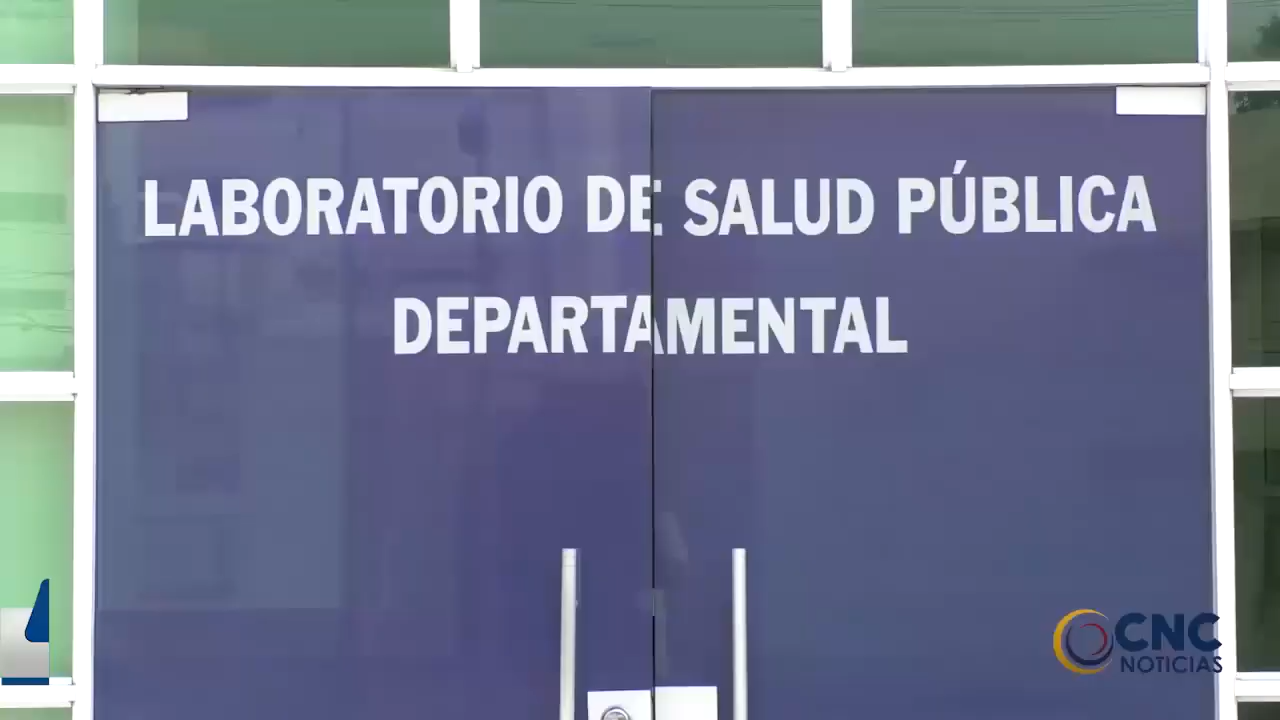 LABORATORIO DE SALUD PÚBLICA
DEPARTAMENTAL
CNC
NOTICIAS